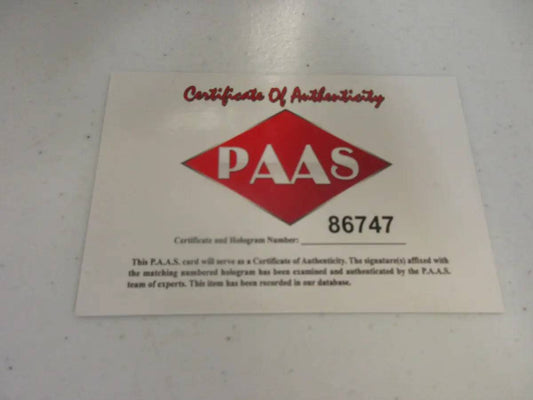 Certificate Of Authenticity
PAAS
86747
Certificate and Hologram Number:
This P.A.A.S. card will serve as a Certificate of Authenticity. The signature(s) affixed with
the matching numbered hologram has been examined and authenticated by the P.A.A.S.
team of experts. This item has been recorded in our database.